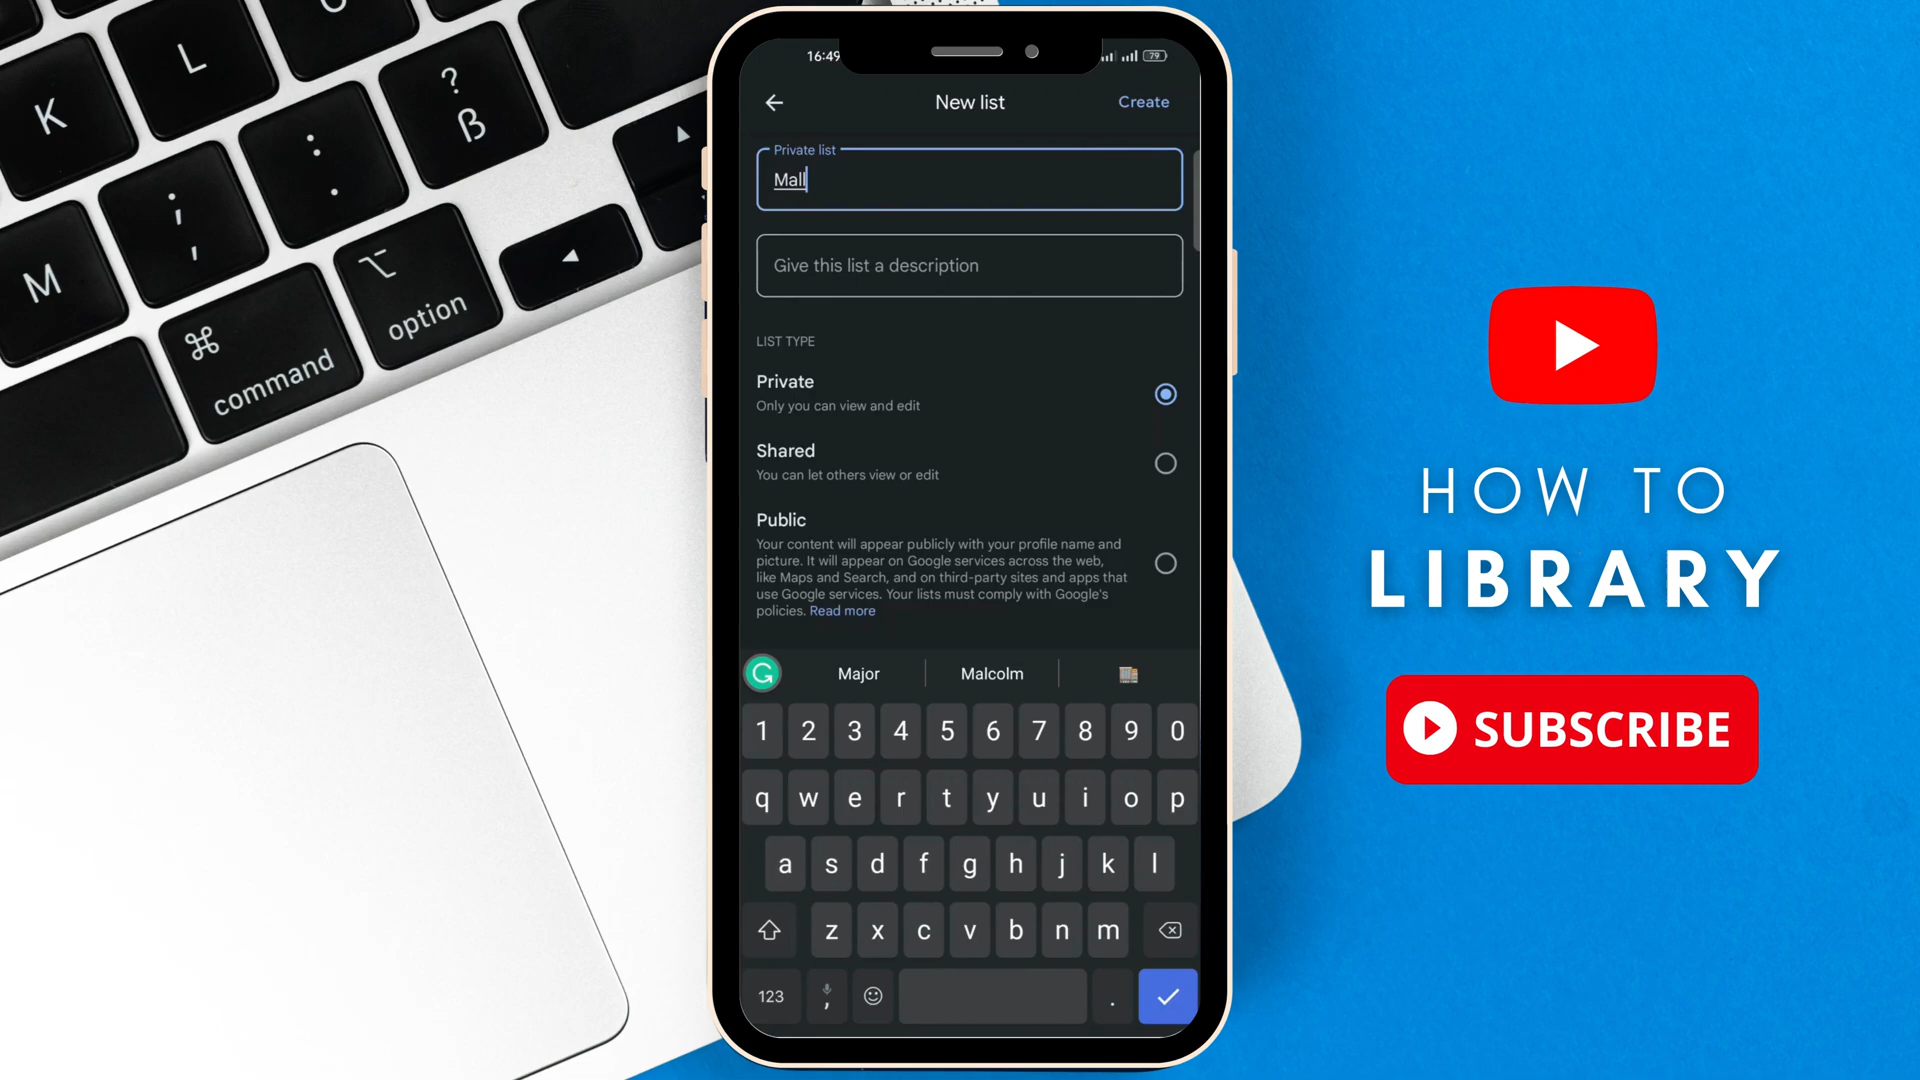 K
L
?
ß
:
.
;
,
M
⌘
command
⌥
option
16:49
79
New list
Create
Private list
Mall
Give this list a description
LIST TYPE
Private
Only you can view and edit
Shared
You can let others view or edit
Public
Your content will appear publicly with your profile name and
picture. It will appear on Google services across the web,
like Maps and Search, and on third-party sites and apps that
use Google services. Your lists must comply with Google's
policies. Read more
Major
Malcolm
1 2 3 4 5 6 7 8 9 0
q w e r t y u i o p
a s d f g h j k l
z x c v b n m
123 , .
HOW TO
LIBRARY
SUBSCRIBE